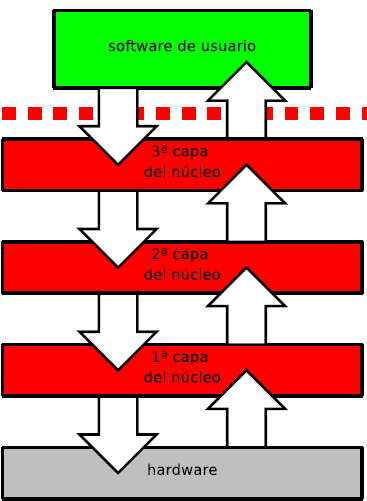 software de usuario
3ª capa
del núcleo
2ª capa
del núcleo
1ª capa
del núcleo
hardware